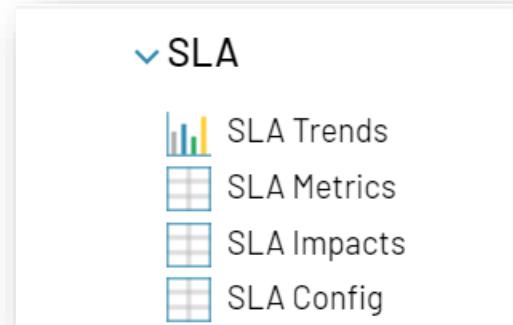 SLA
SLA Trends
SLA Metrics
SLA Impacts
SLA Config